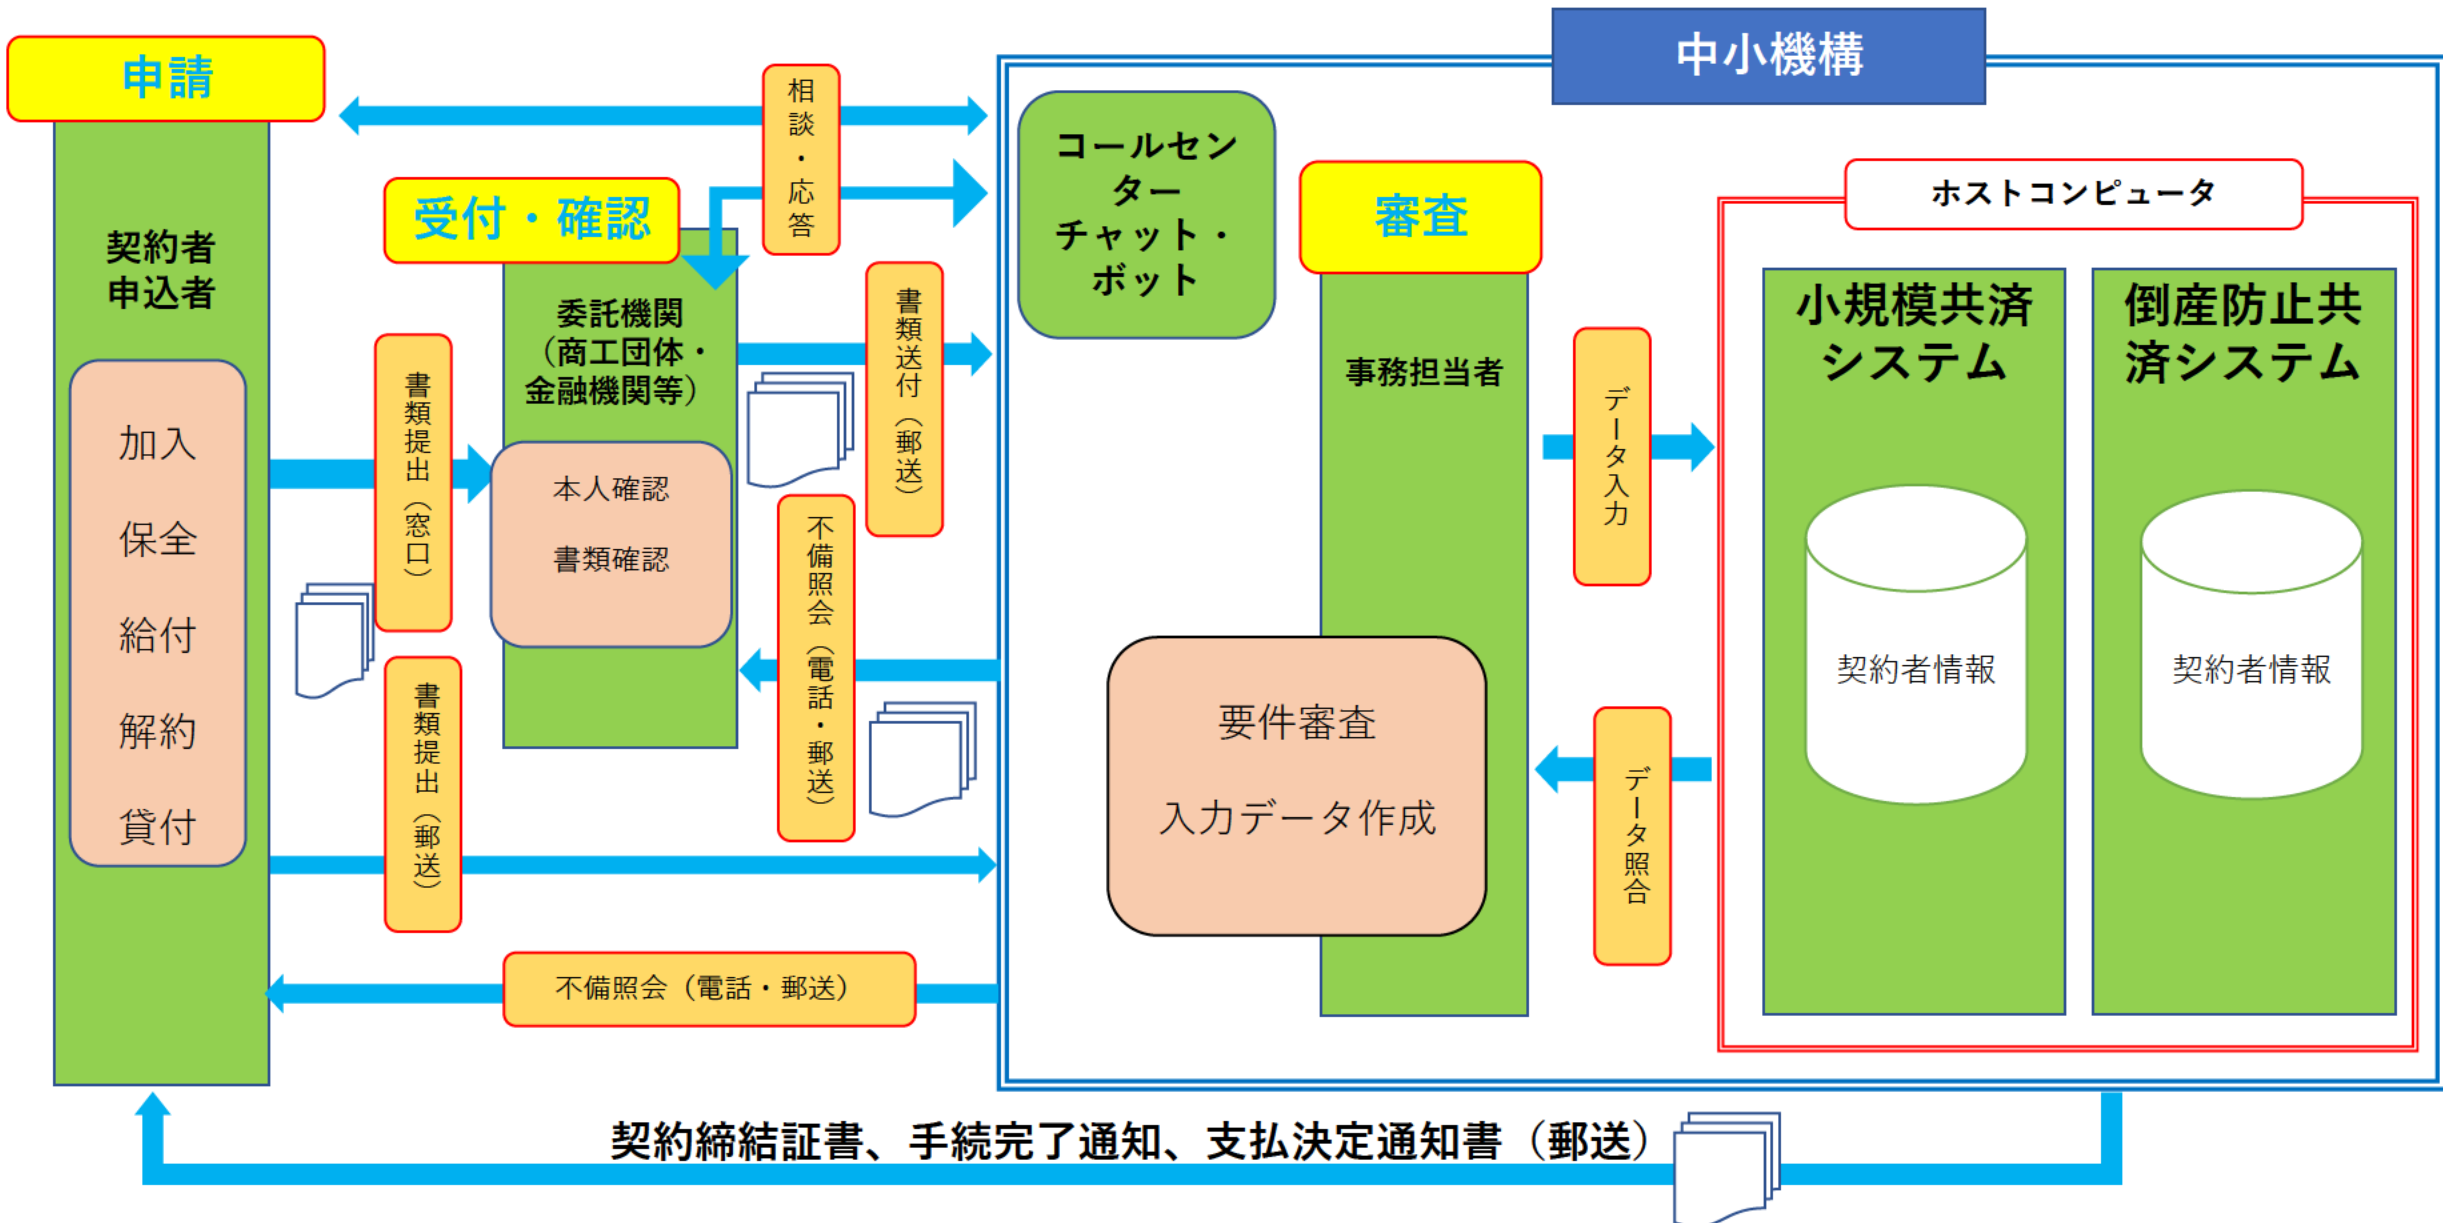 中小機構
申請
契約者
申込者
加入
保全
給付
解約
貸付
相談・応答
受付・確認
委託機関
（商工団体・
金融機関等）
本人確認
書類確認
書類提出（窓口）
書類提出（郵送）
書類送付（郵送）
不備照会（電話・郵送）
不備照会（電話・郵送）
コールセン
ター
チャット・
ボット
審査
事務担当者
要件審査
入力データ作成
データ入力
データ照合
ホストコンピュータ
小規模共済
システム
契約者情報
倒産防止共
済システム
契約者情報
契約締結証書、手続完了通知、支払決定通知書（郵送）